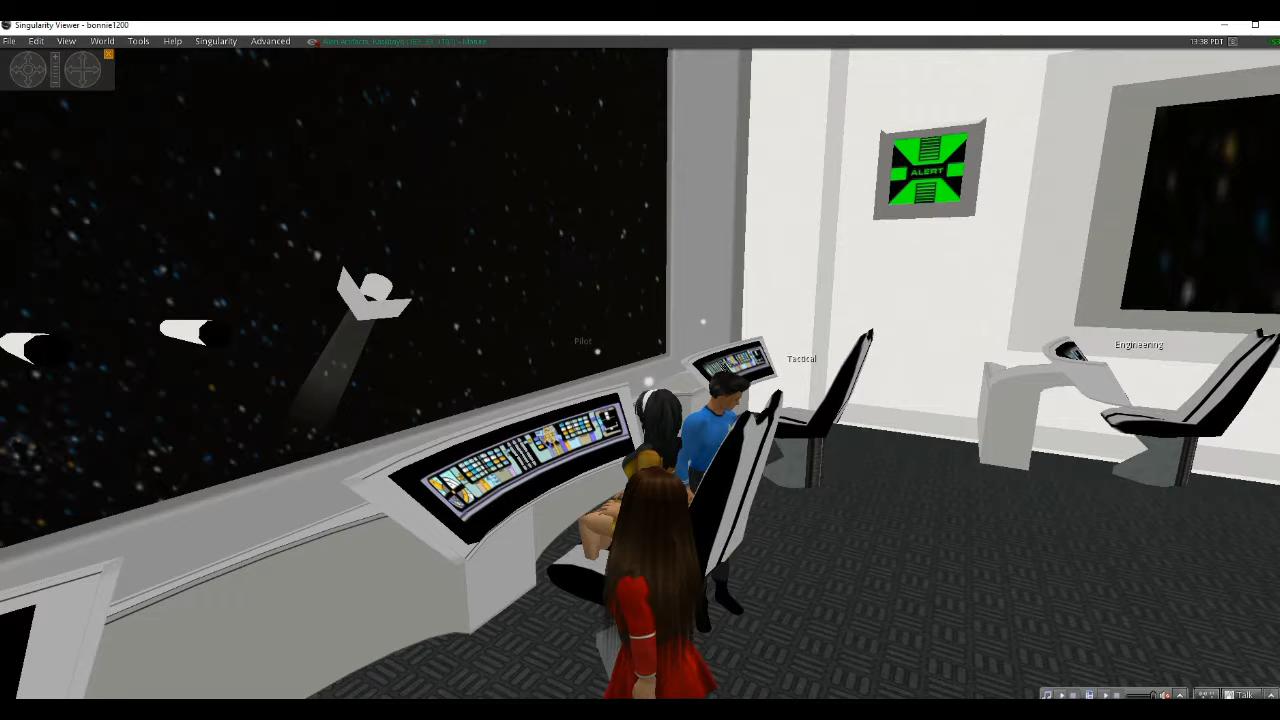 Singularity Viewer - bonnie1200
File Edit View World Tools Help Singularity Advanced
13:38 PDT
ALERT
Pilot
Tactical
Engineering
Talk